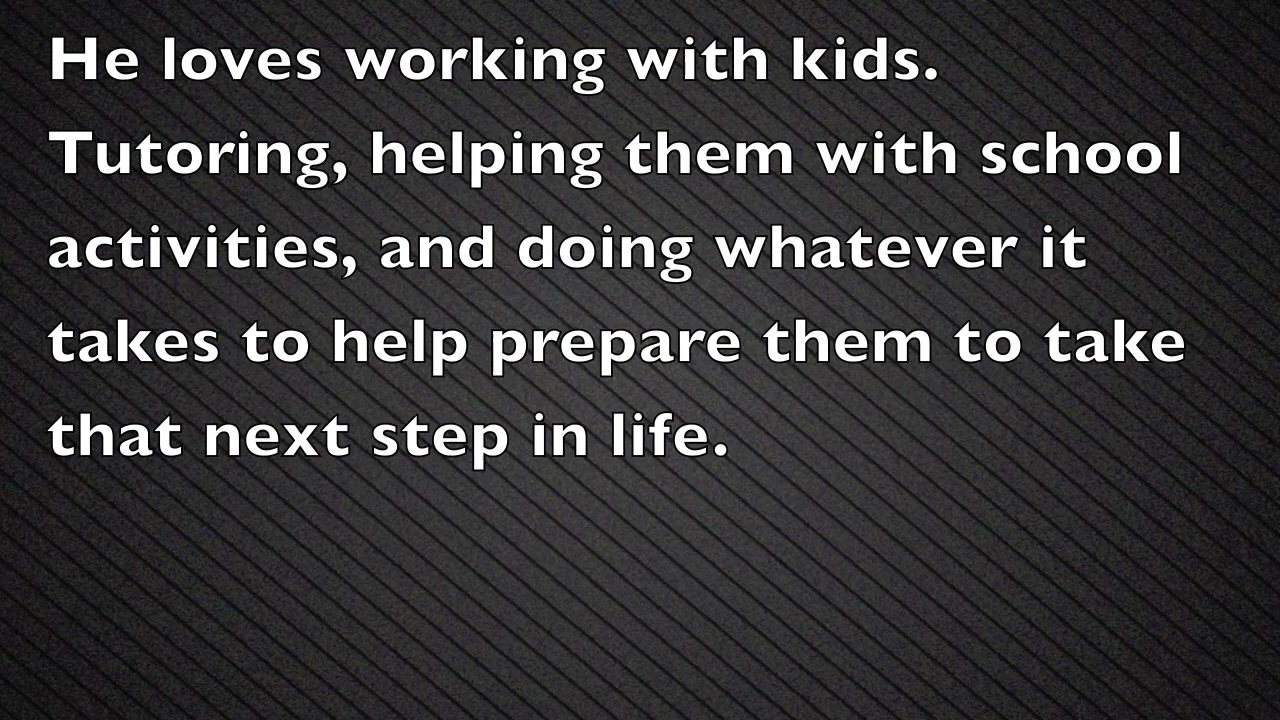 He loves working with kids.
Tutoring, helping them with school
activities, and doing whatever it
takes to help prepare them to take
that next step in life.